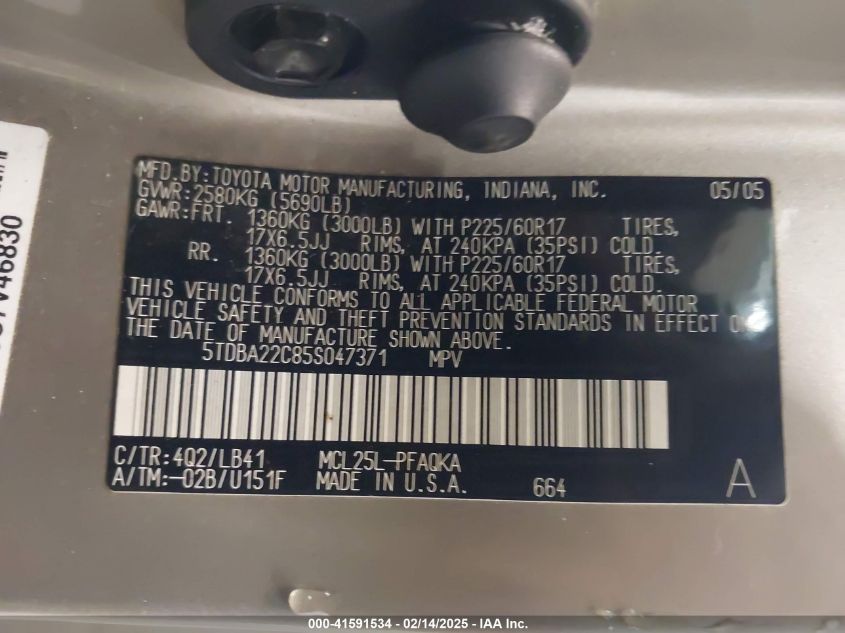 MFD.BY:TOYOTA MOTOR MANUFACTURING, INDIANA, INC. 05/05
GVWR:2580KG (5690LB)
GAWR:FRT. 1360KG (3000LB) WITH P225/60R17 TIRES,
17X6.5JJ RIMS, AT 240KPA (35PSI) COLD.
RR. 1360KG (3000LB) WITH P225/60R17 TIRES,
17X6.5JJ RIMS, AT 240KPA (35PSI) COLD.
THIS VEHICLE CONFORMS TO ALL APPLICABLE FEDERAL MOTOR
VEHICLE SAFETY AND THEFT PREVENTION STANDARDS IN EFFECT ON
THE DATE OF MANUFACTURE SHOWN ABOVE.
5TDBA22C85S047371 MPV
C/TR:4Q2/LB41 MCL25L-PFAQKA
A/TM:-02B/U151F MADE IN U.S.A. 664 A
V46830
000-41591534 - 02/14/2025 - IAA Inc.